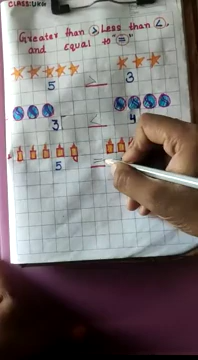 CLASS: UKG
Greater than > Less than <,
and equal to "="
5 > 3
3 < 4
5 =